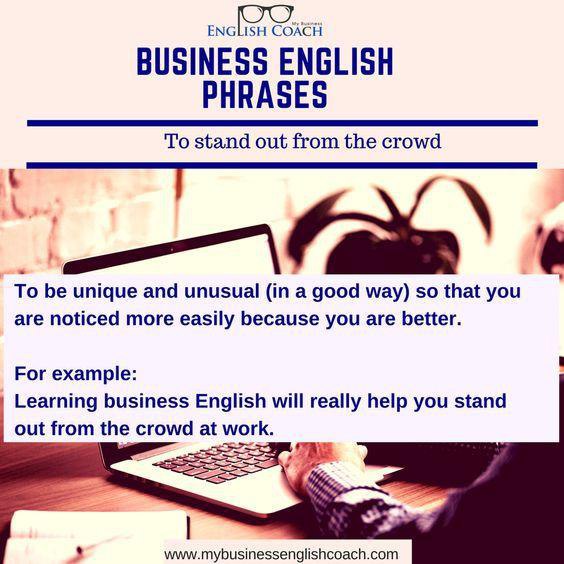 My Business
ENGLISH COACH
BUSINESS ENGLISH
PHRASES
To stand out from the crowd
To be unique and unusual (in a good way) so that you
are noticed more easily because you are better.
For example:
Learning business English will really help you stand
out from the crowd at work.
www.mybusinessenglishcoach.com